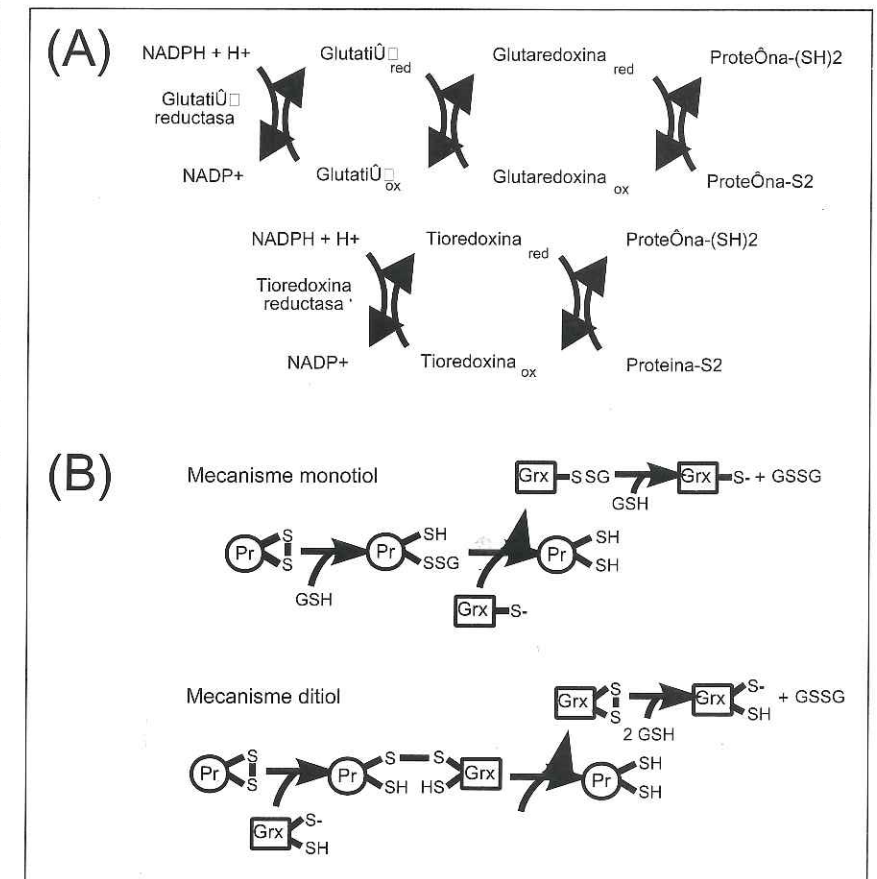 (A)
NADPH + H+ GlutatiÛ□ red Glutaredoxina red ProteÔna-(SH)2
GlutatiÛ□
reductasa
NADP+ GlutatiÛ□ ox Glutaredoxina ox ProteÔna-S2
NADPH + H+ Tioredoxina red ProteÔna-(SH)2
Tioredoxina
reductasa
NADP+ Tioredoxina ox Proteina-S2
(B)
Mecanisme monotiol
Grx SSG Grx S- + GSSG
GSH
Pr S S Pr SH SSG Pr SH SH
GSH
Grx S-
Mecanisme ditiol
Grx S S Grx S- SH + GSSG
2 GSH
Pr S S Pr S SH S HS Grx Pr SH SH
Grx S- SH